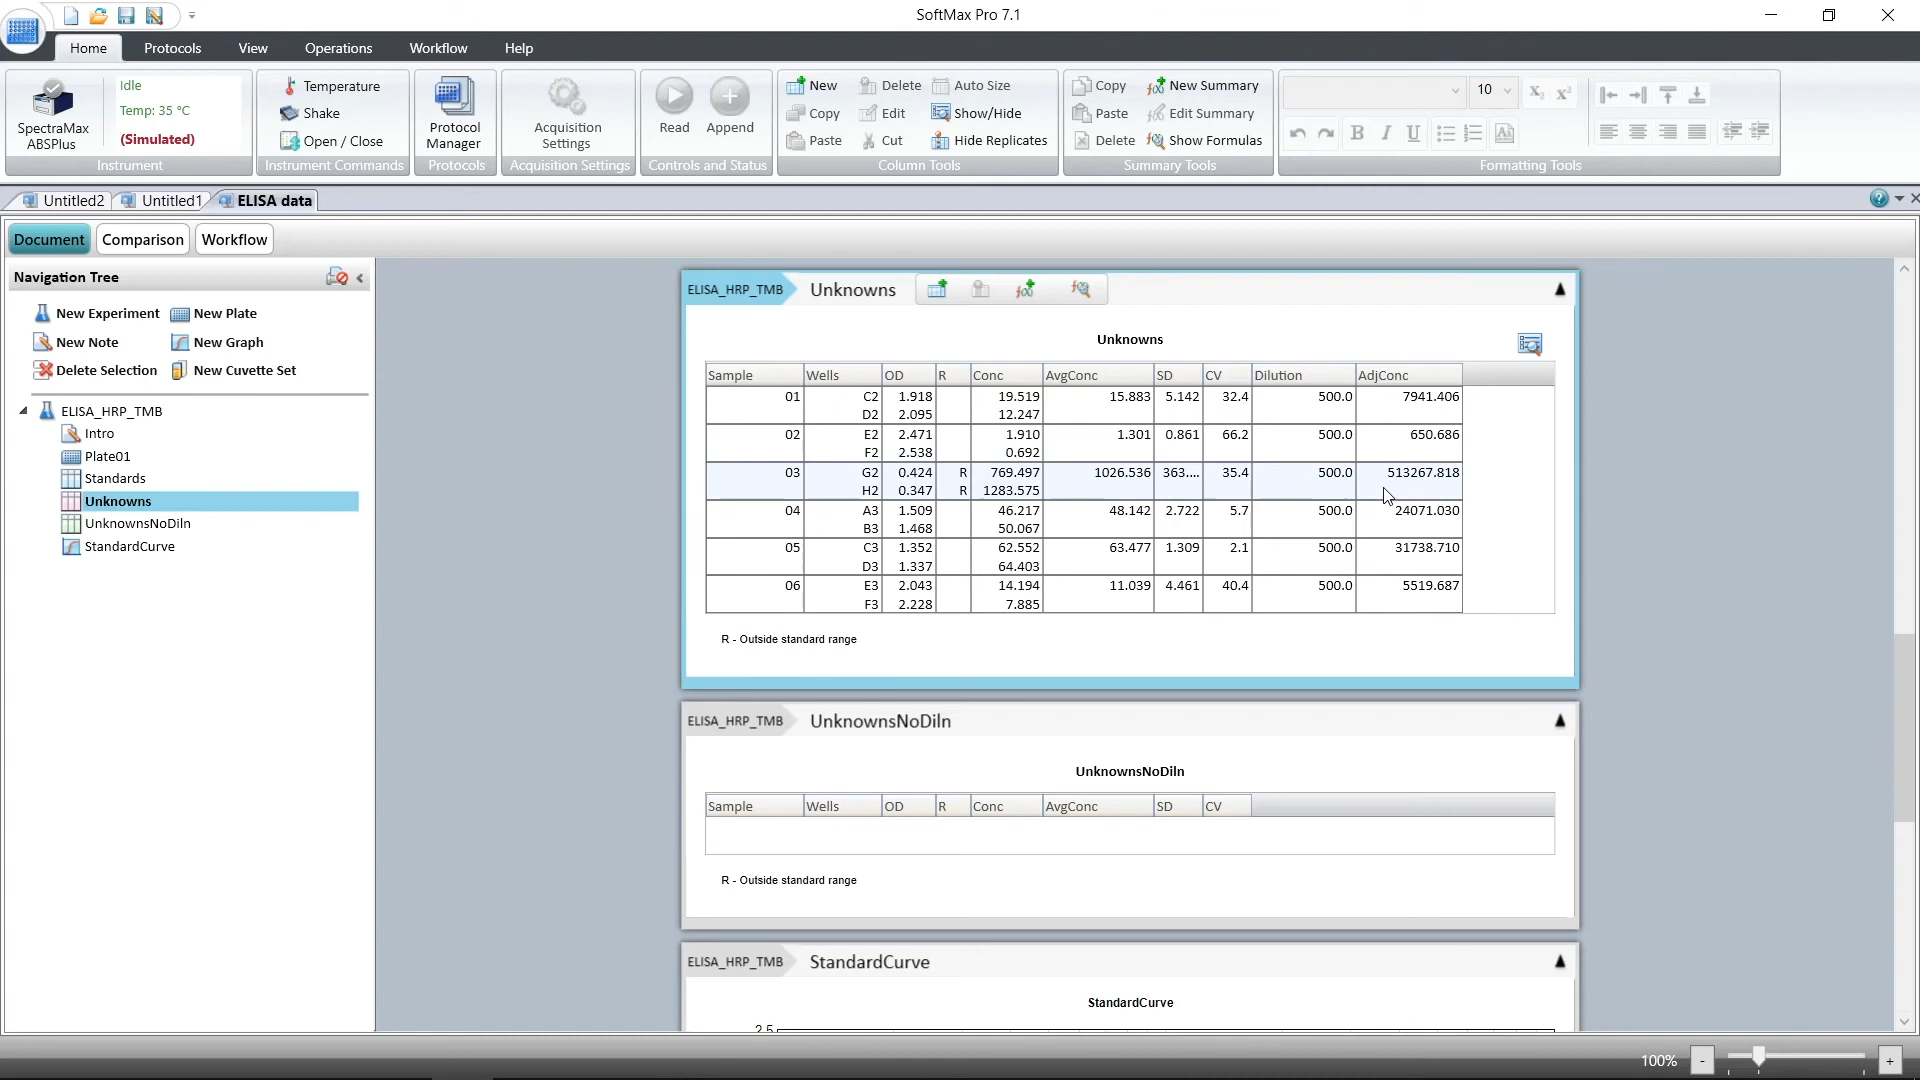 SoftMax Pro 7.1
Home Protocols View Operations Workflow Help
SpectraMax
ABSPlus
Idle
Temp: 35 °C
(Simulated)
Instrument
Temperature
Shake
Open / Close
Instrument Commands
Protocol
Manager
Protocols
Acquisition
Settings
Acquisition Settings
Read Append
Controls and Status
New Delete Auto Size
Copy Edit Show/Hide
Paste Cut Hide Replicates
Column Tools
Copy New Summary
Paste Edit Summary
Delete Show Formulas
Summary Tools
10 X₂ X²
B I U
Formatting Tools
Untitled2 Untitled1 ELISA data
Document Comparison Workflow
Navigation Tree
New Experiment New Plate
New Note New Graph
Delete Selection New Cuvette Set
ELISA_HRP_TMB
Intro
Plate01
Standards
Unknowns
UnknownsNoDiln
StandardCurve
ELISA_HRP_TMB Unknowns
Unknowns
Sample Wells OD R Conc AvgConc SD CV Dilution AdjConc
01 C2 1.918 19.519 15.883 5.142 32.4 500.0 7941.406
D2 2.095 12.247
02 E2 2.471 1.910 1.301 0.861 66.2 500.0 650.686
F2 2.538 0.692
03 G2 0.424 R 769.497 1026.536 363.... 35.4 500.0 513267.818
H2 0.347 R 1283.575
04 A3 1.509 46.217 48.142 2.722 5.7 500.0 24071.030
B3 1.468 50.067
05 C3 1.352 62.552 63.477 1.309 2.1 500.0 31738.710
D3 1.337 64.403
06 E3 2.043 14.194 11.039 4.461 40.4 500.0 5519.687
F3 2.228 7.885
R - Outside standard range
ELISA_HRP_TMB UnknownsNoDiln
UnknownsNoDiln
Sample Wells OD R Conc AvgConc SD CV
R - Outside standard range
ELISA_HRP_TMB StandardCurve
StandardCurve
2.5
100% - +